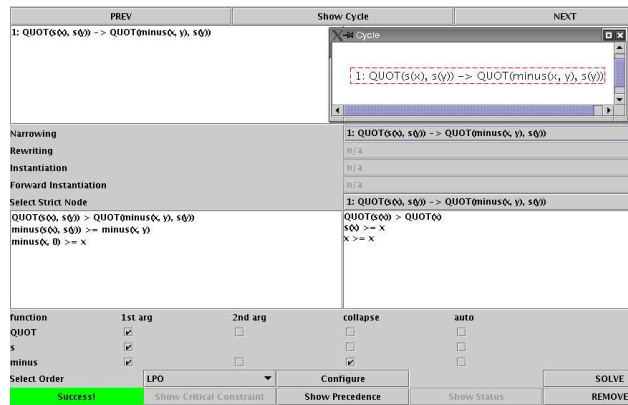 PREV Show Cycle NEXT
1: QUOT(s(x), s(y)) -> QUOT(minus(x, y), s(y))
Cycle
1: QUOT(s(x), s(y)) -> QUOT(minus(x, y), s(y))
Narrowing 1: QUOT(s(x), s(y)) -> QUOT(minus(x, y), s(y))
Rewriting n/a
Instantiation n/a
Forward Instantiation n/a
Select Strict Node 1: QUOT(s(x), s(y)) -> QUOT(minus(x, y), s(y))
QUOT(s(x), s(y)) > QUOT(minus(x, y), s(y)) QUOT(s(x)) > QUOT(x)
minus(s(x), s(y)) >= minus(x, y) s(x) >= x
minus(x, 0) >= x x >= x
function 1st arg 2nd arg collapse auto
QUOT
s
minus
Select Order LPO Configure SOLVE
Success! Show Critical Constraint Show Precedence Show Status REMOVE